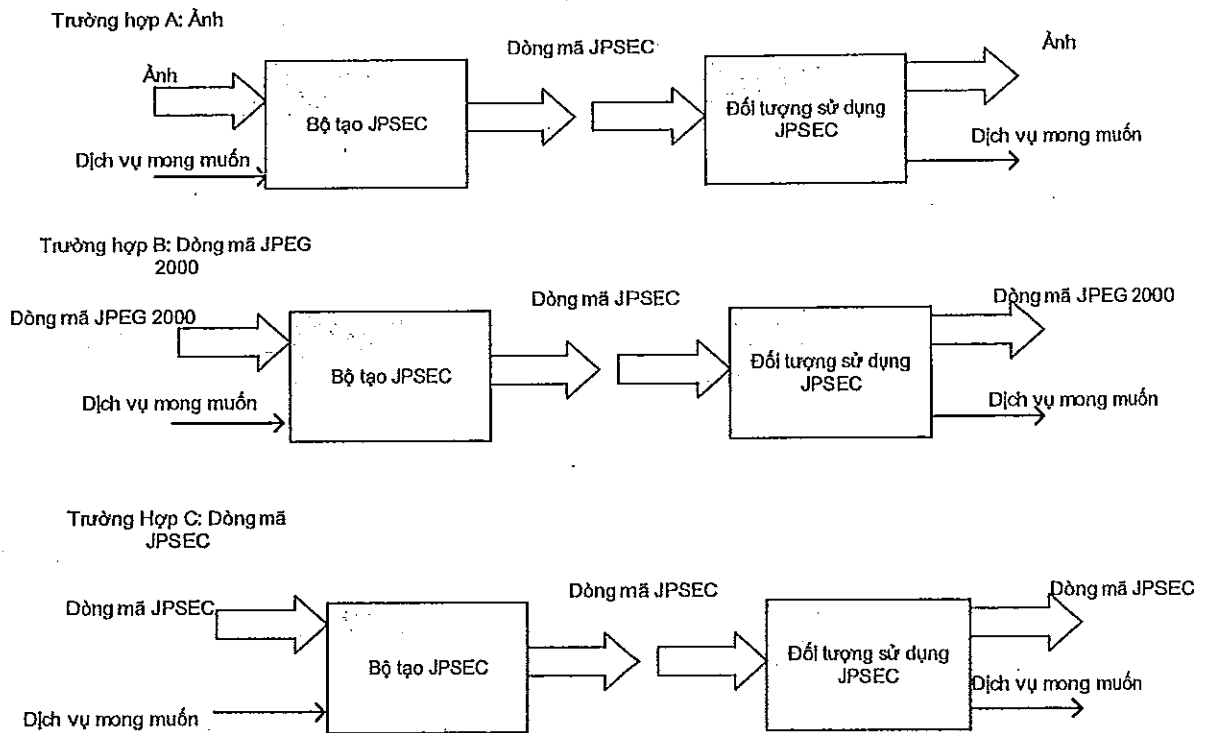 Trường hợp A: Ảnh
Ảnh
Dịch vụ mong muốn
Bộ tạo JPSEC
Dòng mã JPSEC
Đối tượng sử dụng
JPSEC
Ảnh
Dịch vụ mong muốn
Trường hợp B: Dòng mã JPEG
2000
Dòng mã JPEG 2000
Dịch vụ mong muốn
Bộ tạo JPSEC
Dòng mã JPSEC
Đối tượng sử dụng
JPSEC
Dòng mã JPEG 2000
Dịch vụ mong muốn
Trường Hợp C: Dòng mã
JPSEC
Dòng mã JPSEC
Dịch vụ mong muốn
Bộ tạo JPSEC
Dòng mã JPSEC
Đối tượng sử dụng
JPSEC
Dòng mã JPSEC
Dịch vụ mong muốn